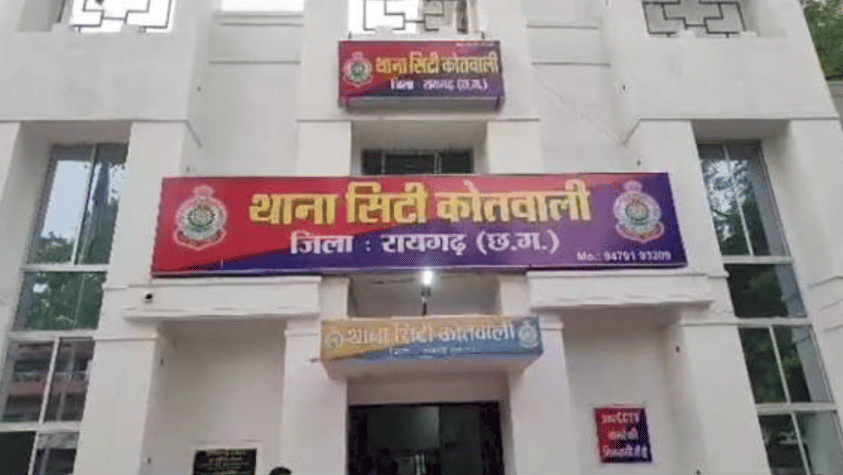 थाना सिटी कोतवाली
जिला : रायगढ़ (छ.ग.)
थाना सिटी कोतवाली
जिला : रायगढ़ (छ.ग.)
Mo.: 94791 93209
थाना सिटी कोतवाली
CCTV